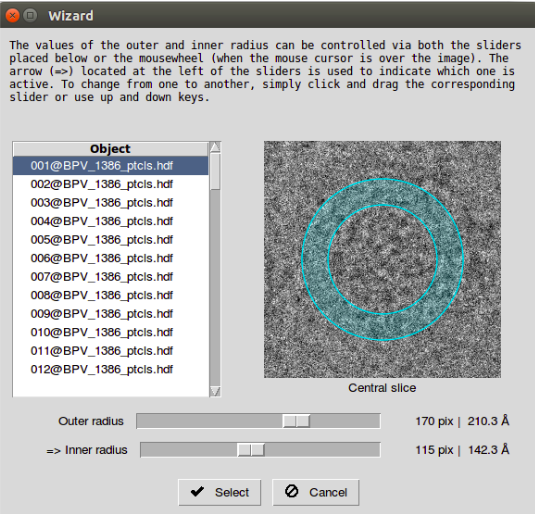 Wizard
The values of the outer and inner radius can be controlled via both the sliders
placed below or the mousewheel (when the mouse cursor is over the image). The
arrow (=>) located at the left of the sliders is used to indicate which one is
active. To change from one to another, simply click and drag the corresponding
slider or use up and down keys.
Object
001@BPV_1386_ptcls.hdf
002@BPV_1386_ptcls.hdf
003@BPV_1386_ptcls.hdf
004@BPV_1386_ptcls.hdf
005@BPV_1386_ptcls.hdf
006@BPV_1386_ptcls.hdf
007@BPV_1386_ptcls.hdf
008@BPV_1386_ptcls.hdf
009@BPV_1386_ptcls.hdf
010@BPV_1386_ptcls.hdf
011@BPV_1386_ptcls.hdf
012@BPV_1386_ptcls.hdf
Central slice
Outer radius 170 pix | 210.3 Å
=> Inner radius 115 pix | 142.3 Å
Select Cancel